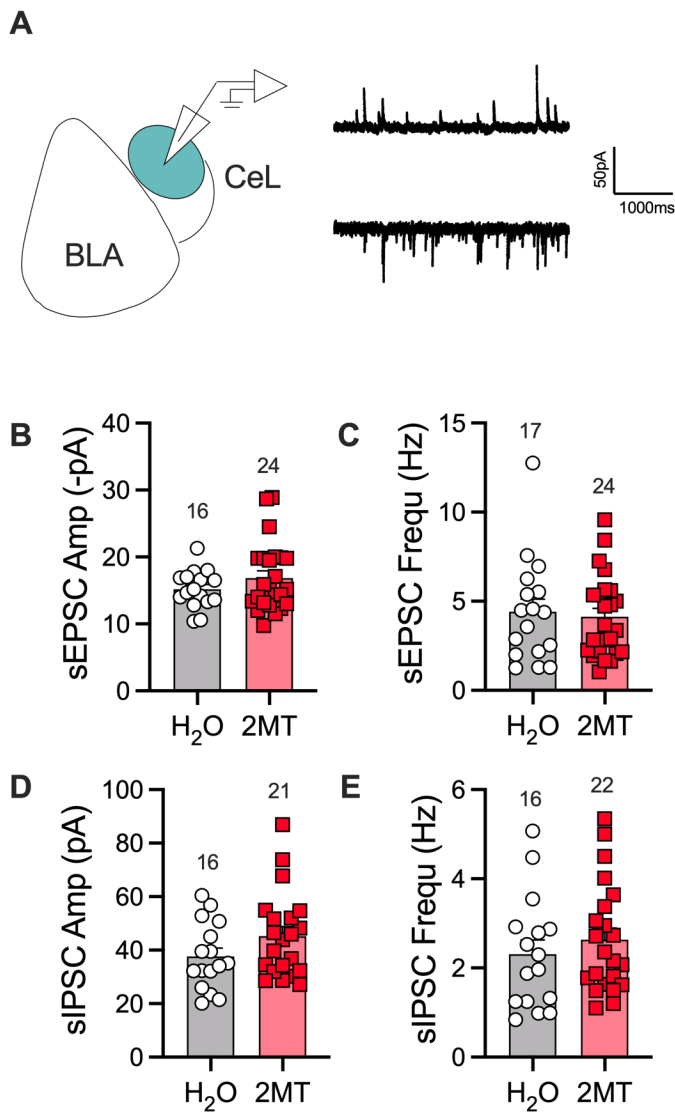 A
CeL
BLA
50pA
1000ms
B
sEPSC Amp (-pA)
40
30
20
10
0
16
24
H₂O
2MT
C
sEPSC Frequ (Hz)
15
10
5
0
17
24
H₂O
2MT
D
sIPSC Amp (pA)
100
80
60
40
20
0
16
21
H₂O
2MT
E
sIPSC Frequ (Hz)
6
4
2
0
16
22
H₂O
2MT